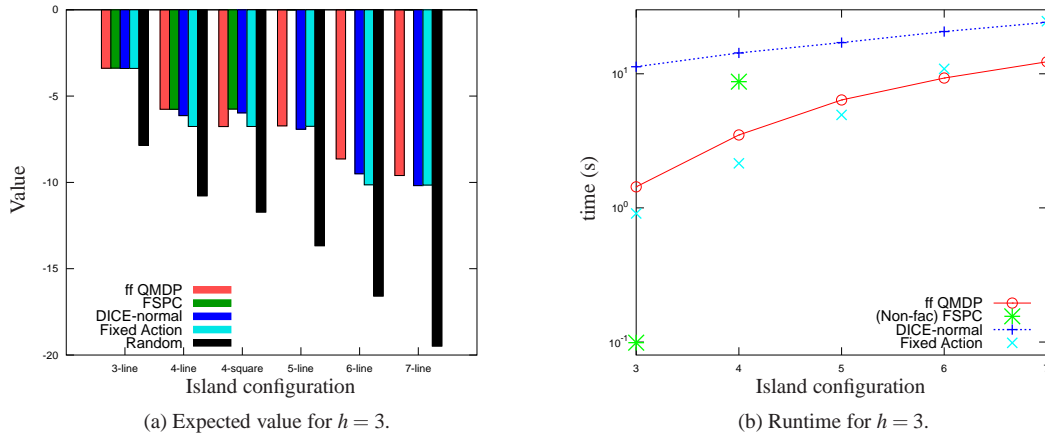 0
-5
-10
-15
-20
Value
ff QMDP
FSPC
DICE-normal
Fixed Action
Random
3-line
4-line
4-square
5-line
6-line
7-line
Island configuration
(a) Expected value for h = 3.
10^1
10^0
10^-1
time (s)
ff QMDP
(Non-fac) FSPC
DICE-normal
Fixed Action
3
4
5
6
7
Island configuration
(b) Runtime for h = 3.